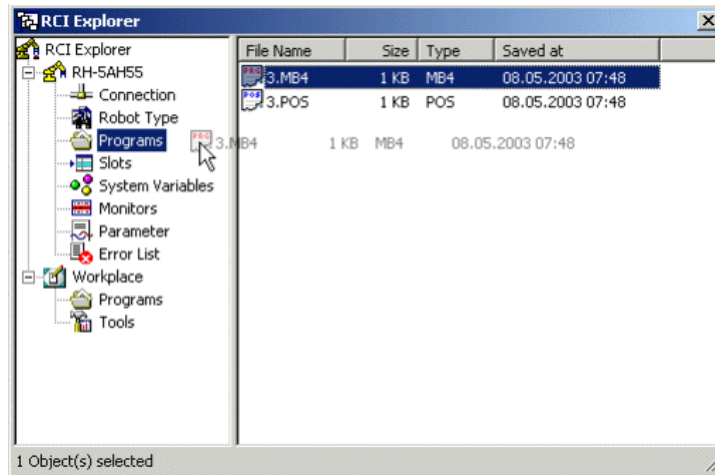 RCI Explorer
RCI Explorer
RH-5AH55
Connection
Robot Type
Programs
Slots
System Variables
Monitors
Parameter
Error List
Workplace
Programs
Tools
File Name Size Type Saved at
3.MB4 1 KB MB4 08.05.2003 07:48
3.POS 1 KB POS 08.05.2003 07:48
3.MB4 1 KB MB4 08.05.2003 07:48
1 Object(s) selected